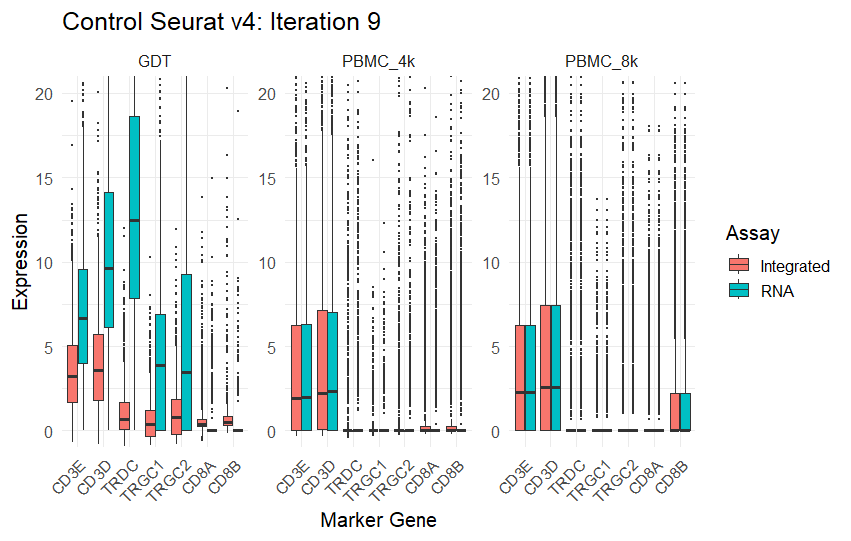 Control Seurat v4: Iteration 9
GDT
PBMC_4k
PBMC_8k
Expression
20
15
10
5
0
20
15
10
5
0
20
15
10
5
0
CD3E
CD3D
TRDC
TRGC1
TRGC2
CD8A
CD8B
CD3E
CD3D
TRDC
TRGC1
TRGC2
CD8A
CD8B
CD3E
CD3D
TRDC
TRGC1
TRGC2
CD8A
CD8B
Marker Gene
Assay
Integrated
RNA